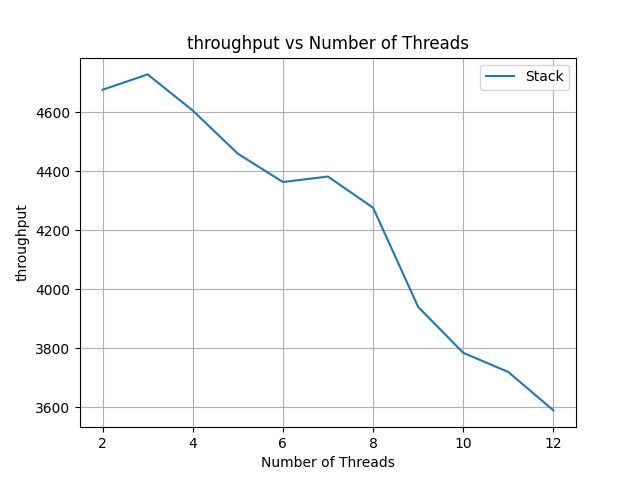 throughput vs Number of Threads
Stack
throughput
4600
4400
4200
4000
3800
3600
2 4 6 8 10 12
Number of Threads